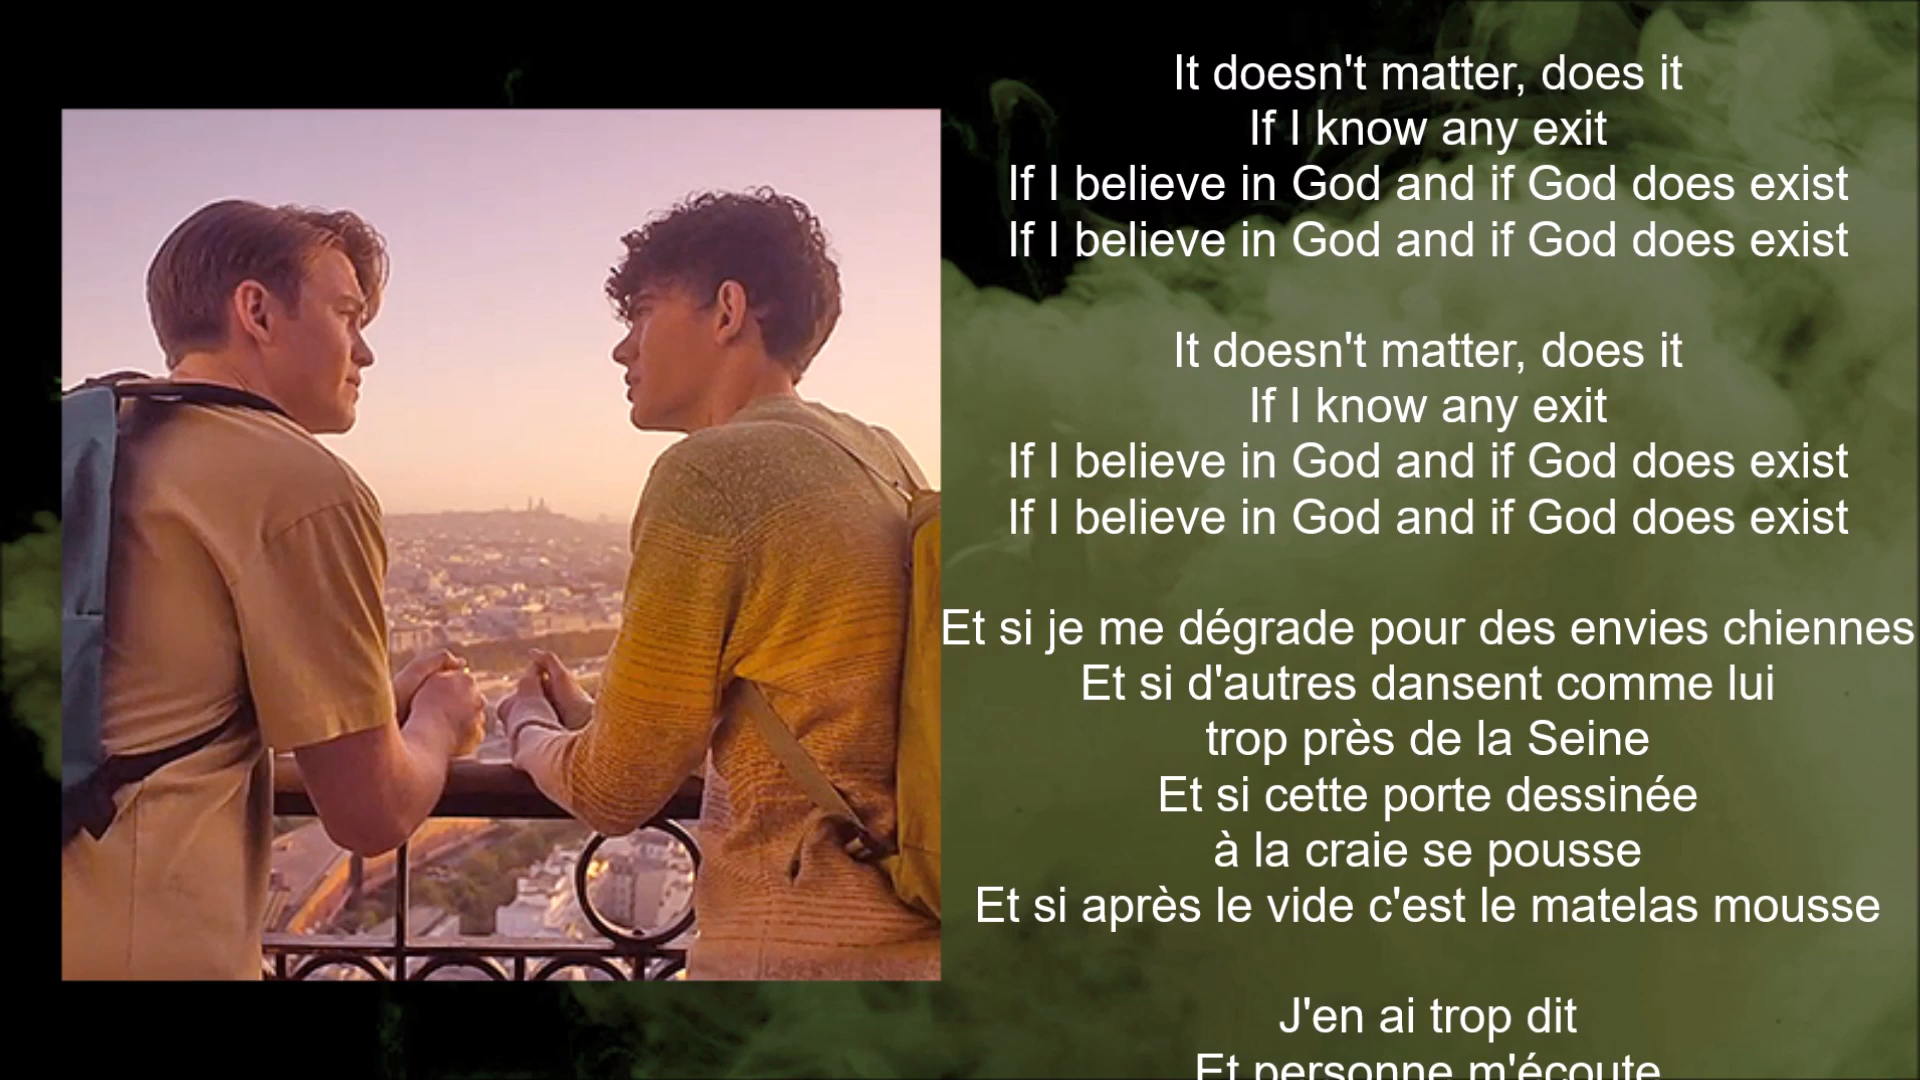 It doesn't matter, does it
If I know any exit
If I believe in God and if God does exist
If I believe in God and if God does exist
It doesn't matter, does it
If I know any exit
If I believe in God and if God does exist
If I believe in God and if God does exist
Et si je me dégrade pour des envies chiennes
Et si d'autres dansent comme lui
trop près de la Seine
Et si cette porte dessinée
à la craie se pousse
Et si après le vide c'est le matelas mousse
J'en ai trop dit
Et personne m'écoute